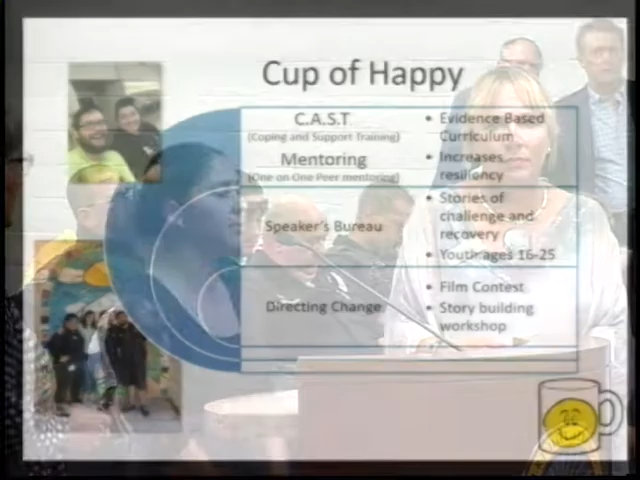 Cup of Happy
C.A.S.T
(Coping and Support Training)
Mentoring
(One on One Peer mentoring)
• Evidence Based
Curriculum
• Increases
resiliency
Speaker's Bureau
• Stories of
challenge and
recovery
• Youth ages 16-25
Directing Change
• Film Contest
• Story building
workshop